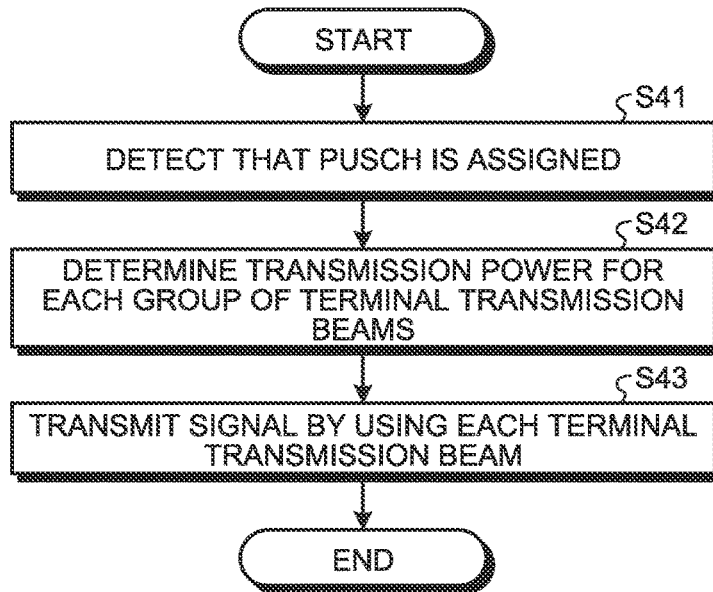 START
S41
DETECT THAT PUSCH IS ASSIGNED
S42
DETERMINE TRANSMISSION POWER FOR
EACH GROUP OF TERMINAL TRANSMISSION
BEAMS
S43
TRANSMIT SIGNAL BY USING EACH TERMINAL
TRANSMISSION BEAM
END